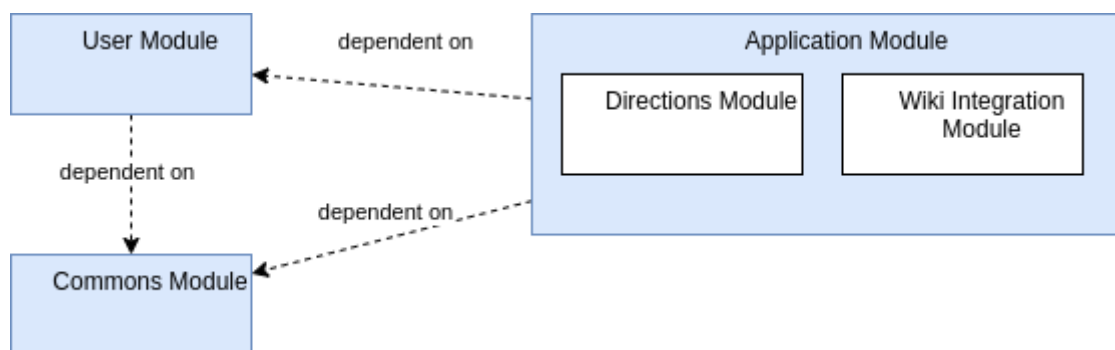 User Module
dependent on
Application Module
Directions Module
Wiki Integration
Module
dependent on
dependent on
Commons Module